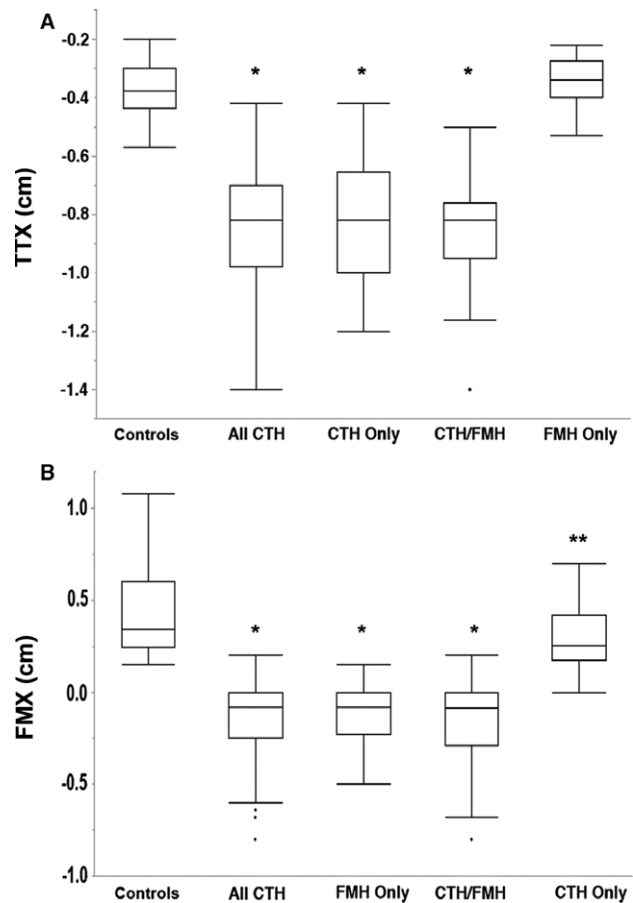 A
-0.2
* * *
-0.4
-0.6
TTX (cm)
-0.8
-1.0
-1.2
-1.4
Controls All CTH CTH Only CTH/FMH FMH Only
B
1.0
**
0.5
* * *
FMX (cm)
0.0
-0.5
-1.0
Controls All CTH FMH Only CTH/FMH CTH Only